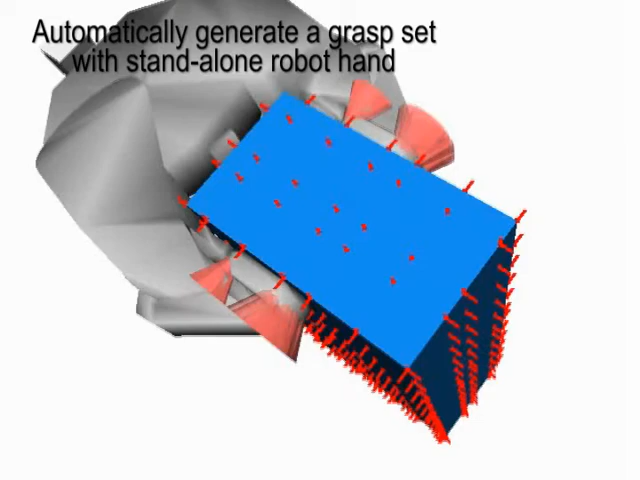 Automatically generate a grasp set
with stand-alone robot hand